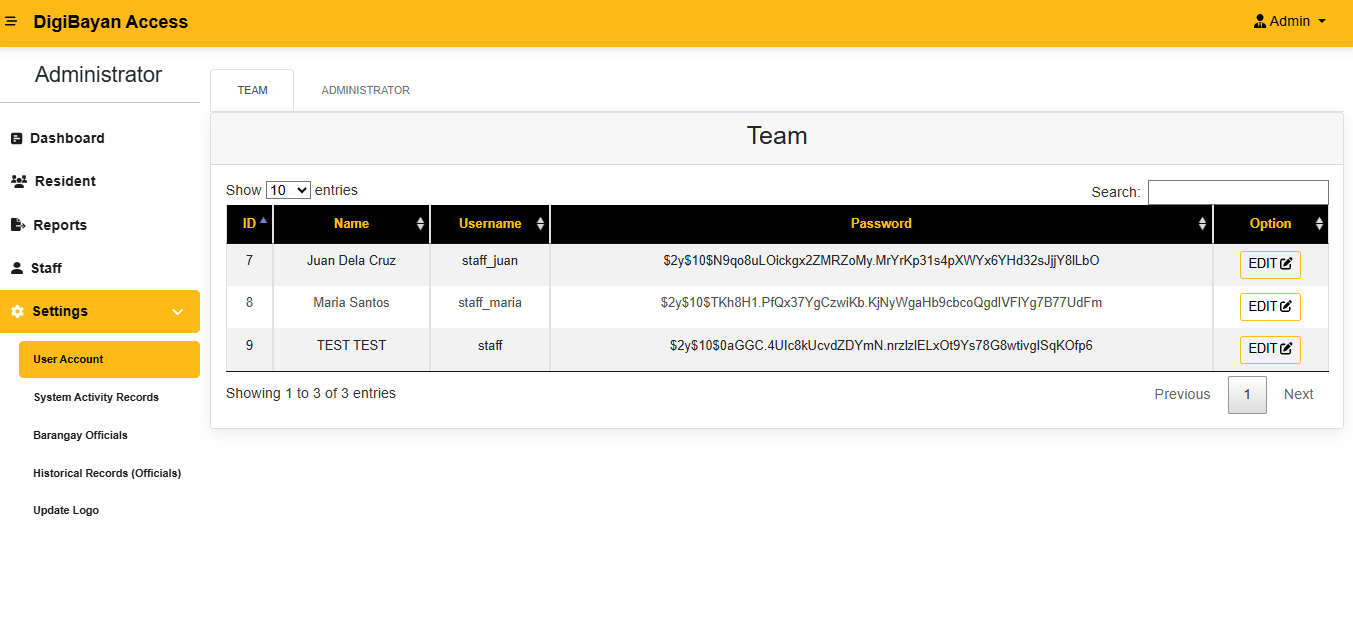 DigiBayan Access
Admin
Administrator
TEAM
ADMINISTRATOR
Dashboard
Resident
Reports
Staff
Settings
User Account
System Activity Records
Barangay Officials
Historical Records (Officials)
Update Logo
Team
Show 10 entries
Search:
ID Name Username Password Option
7 Juan Dela Cruz staff_juan $2y$10$N9qo8uLOickgx2ZMRZoMy.MrYrKp31s4pXWYx6YHd32sJjjY8lLbO EDIT
8 Maria Santos staff_maria $2y$10$TKh8H1.PfQx37YgCzwiKb.KjNyWgaHb9cbcoQgdIVFlYg7B77UdFm EDIT
9 TEST TEST staff $2y$10$0aGGC.4UIc8kUcvdZDYmN.nrzlzlELxOt9Ys78G8wtivglSqKOfp6 EDIT
Showing 1 to 3 of 3 entries
Previous 1 Next